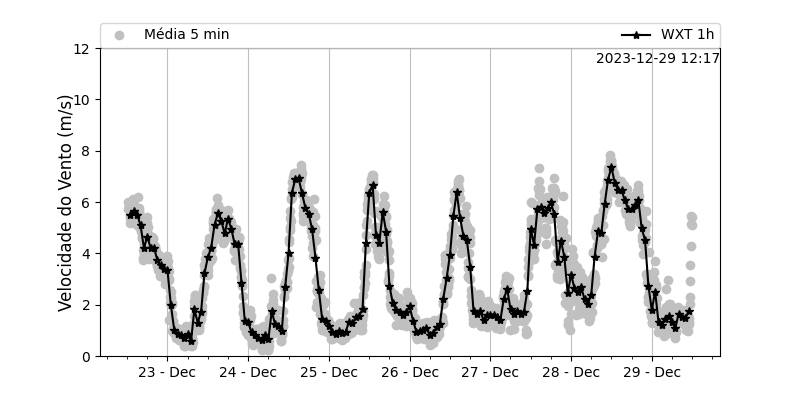 Média 5 min
WXT 1h
2023-12-29 12:17
Velocidade do Vento (m/s)
12
10
8
6
4
2
0
23 - Dec
24 - Dec
25 - Dec
26 - Dec
27 - Dec
28 - Dec
29 - Dec